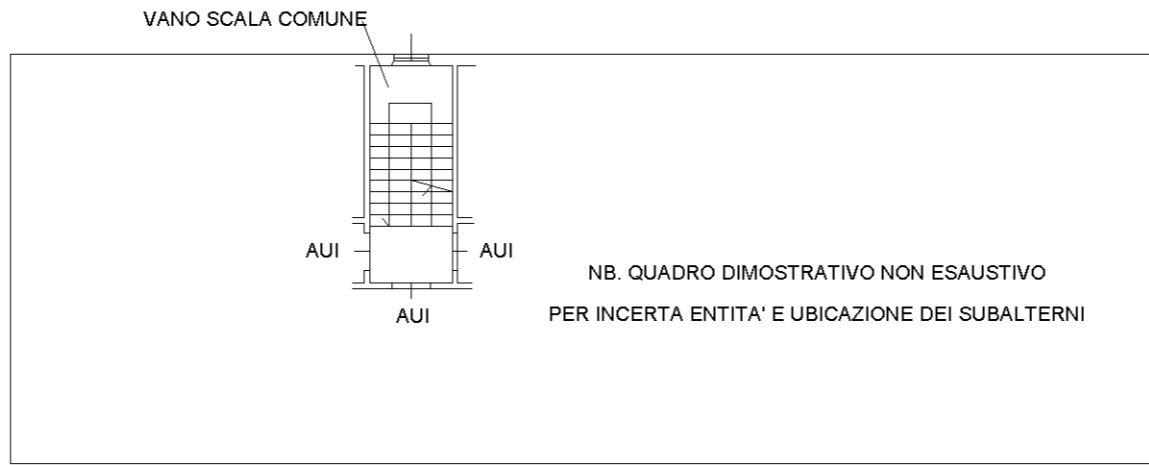 VANO SCALA COMUNE
AUI
AUI
AUI
NB. QUADRO DIMOSTRATIVO NON ESAUSTIVO
PER INCERTA ENTITA' E UBICAZIONE DEI SUBALTERNI